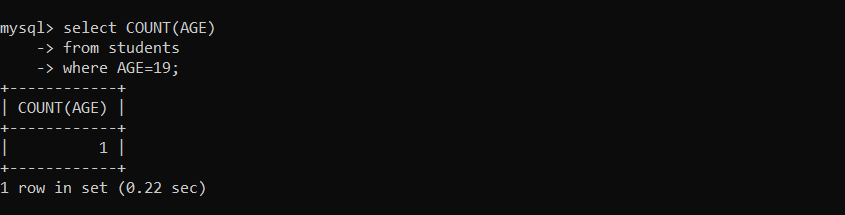 mysql> select COUNT(AGE)
    -> from students
    -> where AGE=19;
+------------+
| COUNT(AGE) |
+------------+
|          1 |
+------------+
1 row in set (0.22 sec)